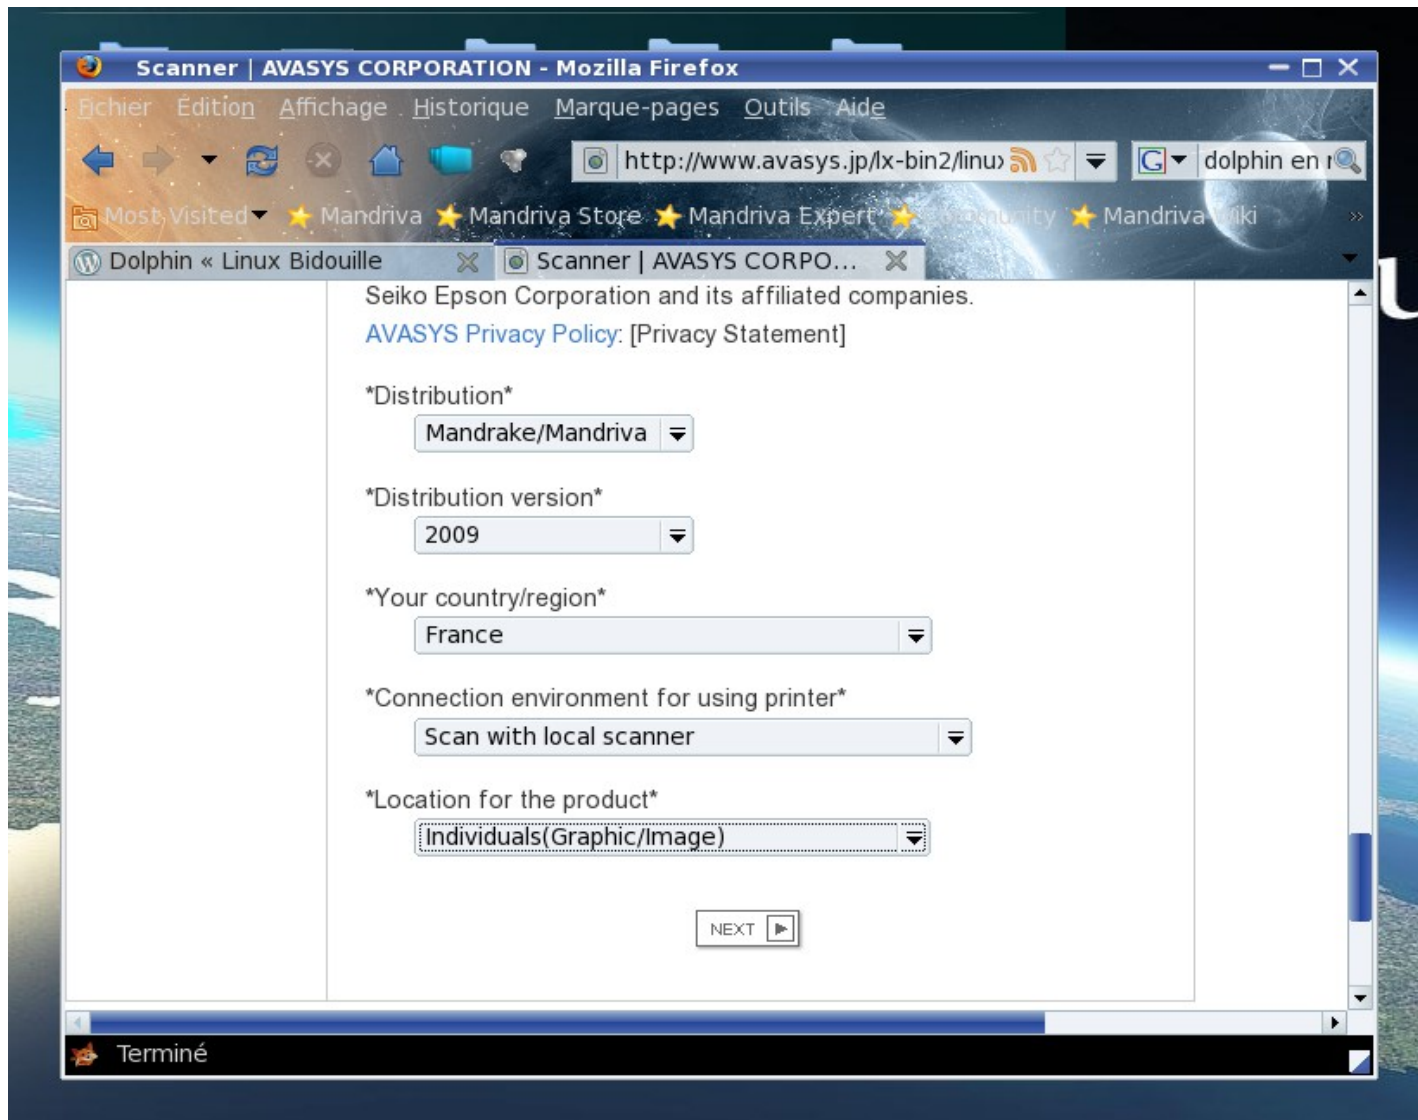 Scanner | AVASYS CORPORATION - Mozilla Firefox
Fichier Édition Affichage Historique Marque-pages Outils Aide
http://www.avasys.jp/lx-bin2/linux G dolphin en r
Most Visited Mandriva Mandriva Store Mandriva Expert Community Mandriva Wiki »
Dolphin « Linux Bidouille Scanner | AVASYS CORPO...
Seiko Epson Corporation and its affiliated companies.
AVASYS Privacy Policy: [Privacy Statement]
*Distribution*
Mandrake/Mandriva
*Distribution version*
2009
*Your country/region*
France
*Connection environment for using printer*
Scan with local scanner
*Location for the product*
Individuals(Graphic/Image)
NEXT
Terminé